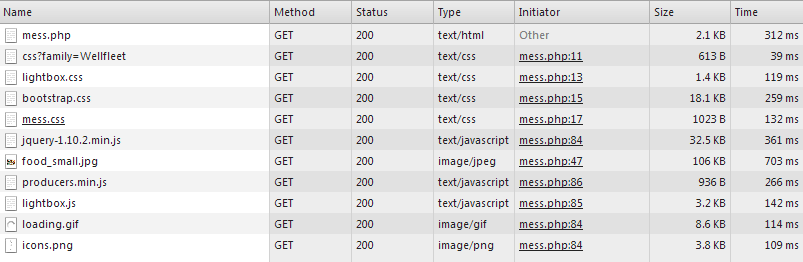 Name Method Status Type Initiator Size Time
mess.php GET 200 text/html Other 2.1 KB 312 ms
css?family=Wellfleet GET 200 text/css mess.php:11 613 B 39 ms
lightbox.css GET 200 text/css mess.php:13 1.4 KB 119 ms
bootstrap.css GET 200 text/css mess.php:15 18.1 KB 259 ms
mess.css GET 200 text/css mess.php:17 1023 B 132 ms
jquery-1.10.2.min.js GET 200 text/javascript mess.php:84 32.5 KB 361 ms
food_small.jpg GET 200 image/jpeg mess.php:47 106 KB 703 ms
producers.min.js GET 200 text/javascript mess.php:86 936 B 266 ms
lightbox.js GET 200 text/javascript mess.php:85 3.2 KB 142 ms
loading.gif GET 200 image/gif mess.php:84 8.6 KB 114 ms
icons.png GET 200 image/png mess.php:84 3.8 KB 109 ms